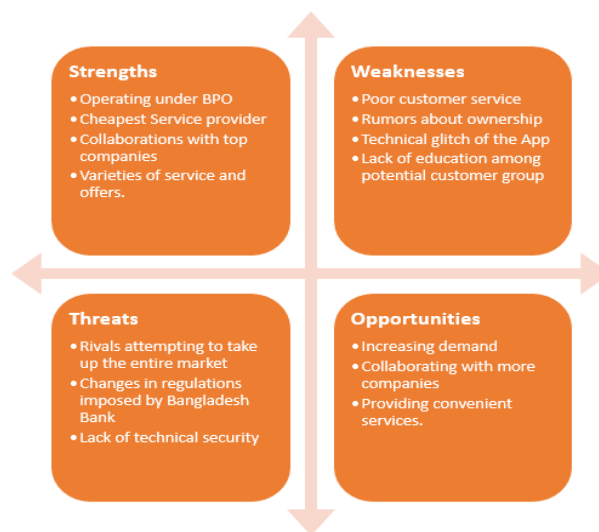 Strengths
• Operating under BPO
• Cheapest Service provider
• Collaborations with top
companies
• Varieties of service and
offers.
Weaknesses
• Poor customer service
• Rumors about ownership
• Technical glitch of the App
• Lack of education among
potential customer group
Threats
• Rivals attempting to take
up the entire market
• Changes in regulations
imposed by Bangladesh
Bank
• Lack of technical security
Opportunities
• Increasing demand
• Collaborating with more
companies
• Providing convenient
services.